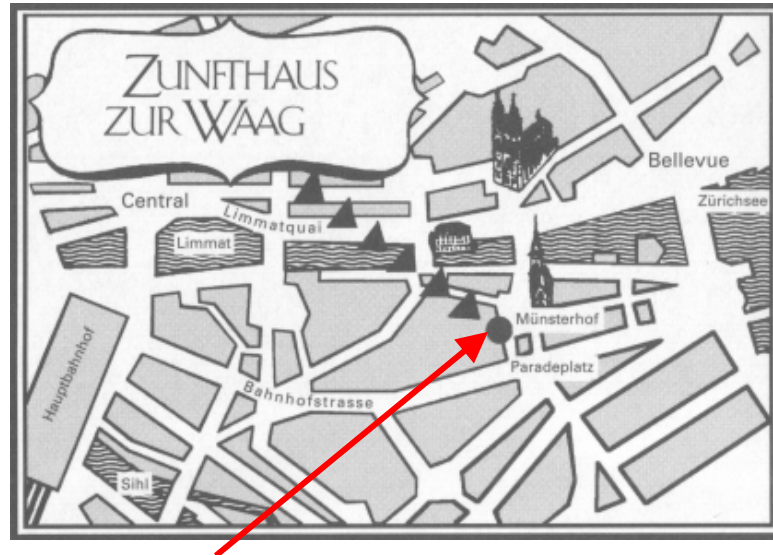 ZUNFTHAUS
ZUR WAAG
Bellevue
Central
Zürichsee
Limmatquai
Limmat
Münsterhof
Paradeplatz
Hauptbahnhof
Bahnhofstrasse
Sihl